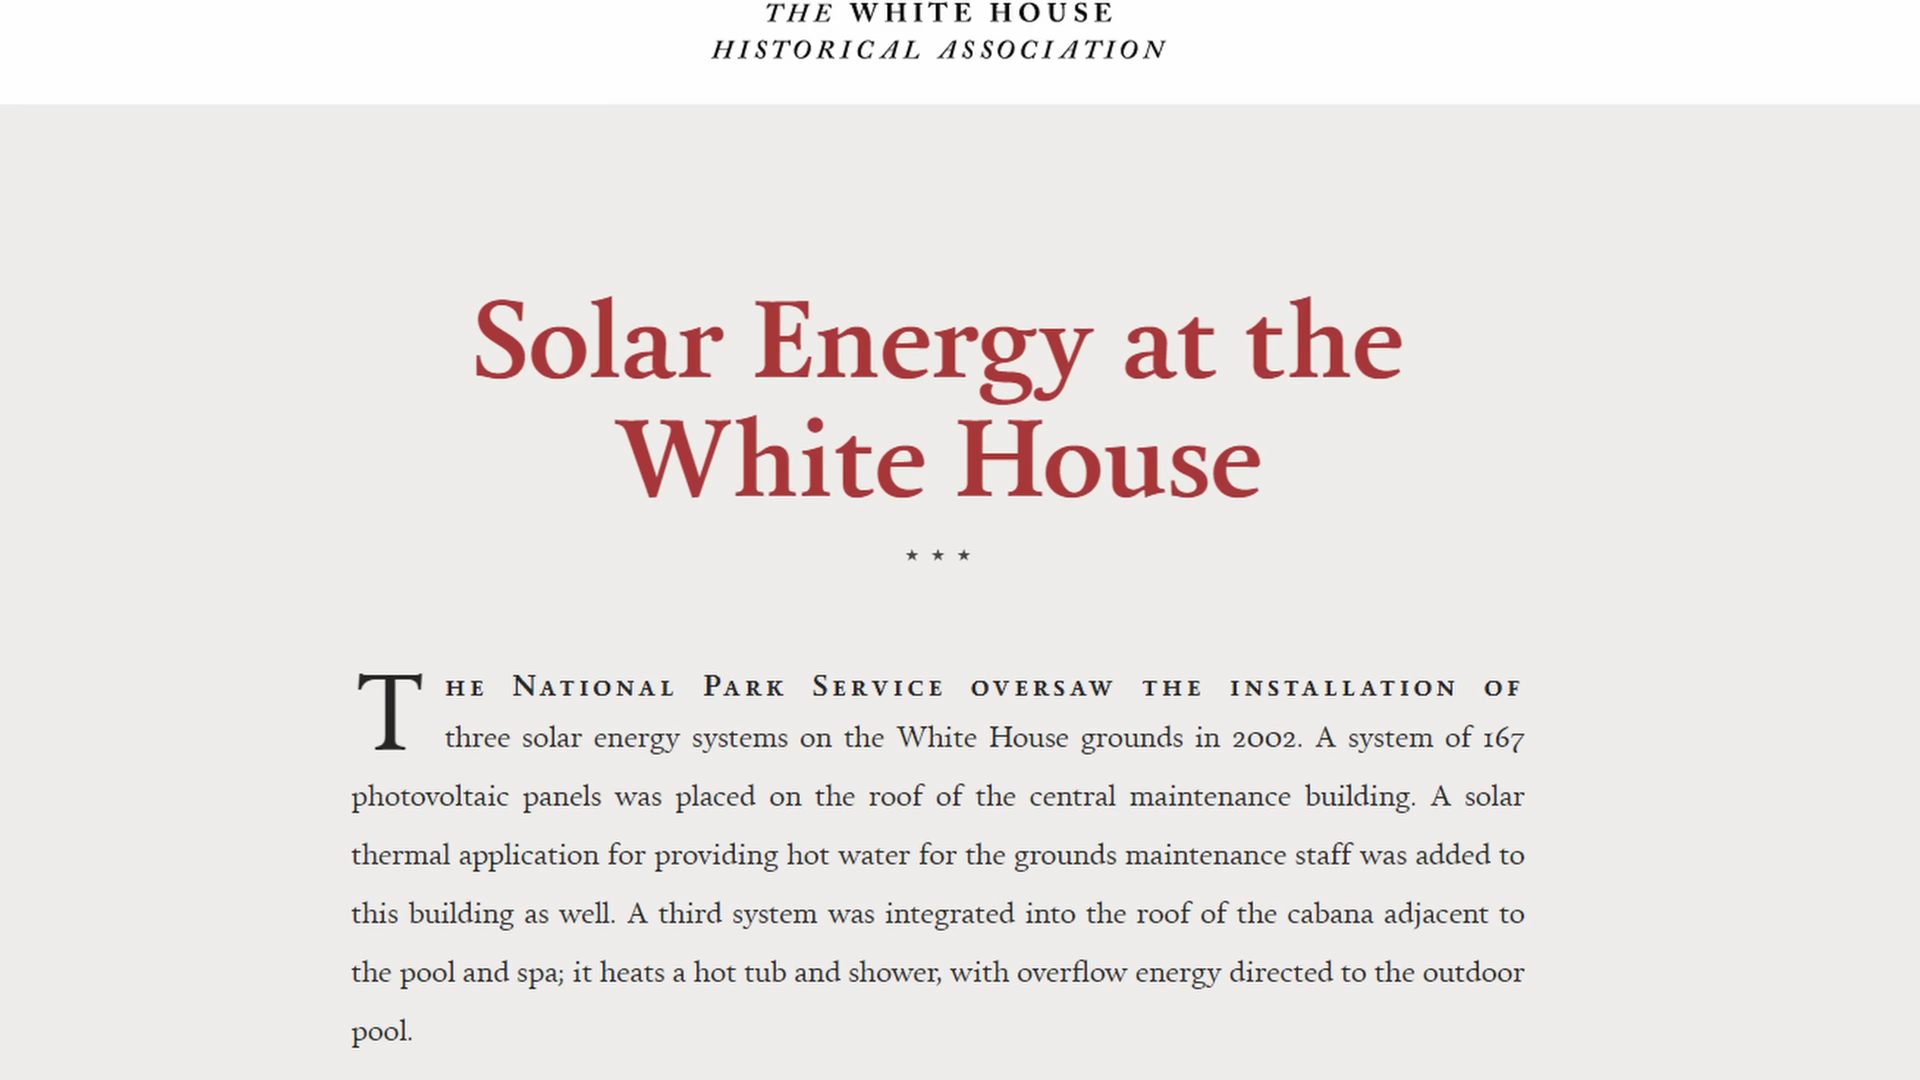 THE WHITE HOUSE
HISTORICAL ASSOCIATION
Solar Energy at the
White House
★ ★ ★
THE NATIONAL PARK SERVICE OVERSAW THE INSTALLATION OF
three solar energy systems on the White House grounds in 2002. A system of 167
photovoltaic panels was placed on the roof of the central maintenance building. A solar
thermal application for providing hot water for the grounds maintenance staff was added to
this building as well. A third system was integrated into the roof of the cabana adjacent to
the pool and spa; it heats a hot tub and shower, with overflow energy directed to the outdoor
pool.